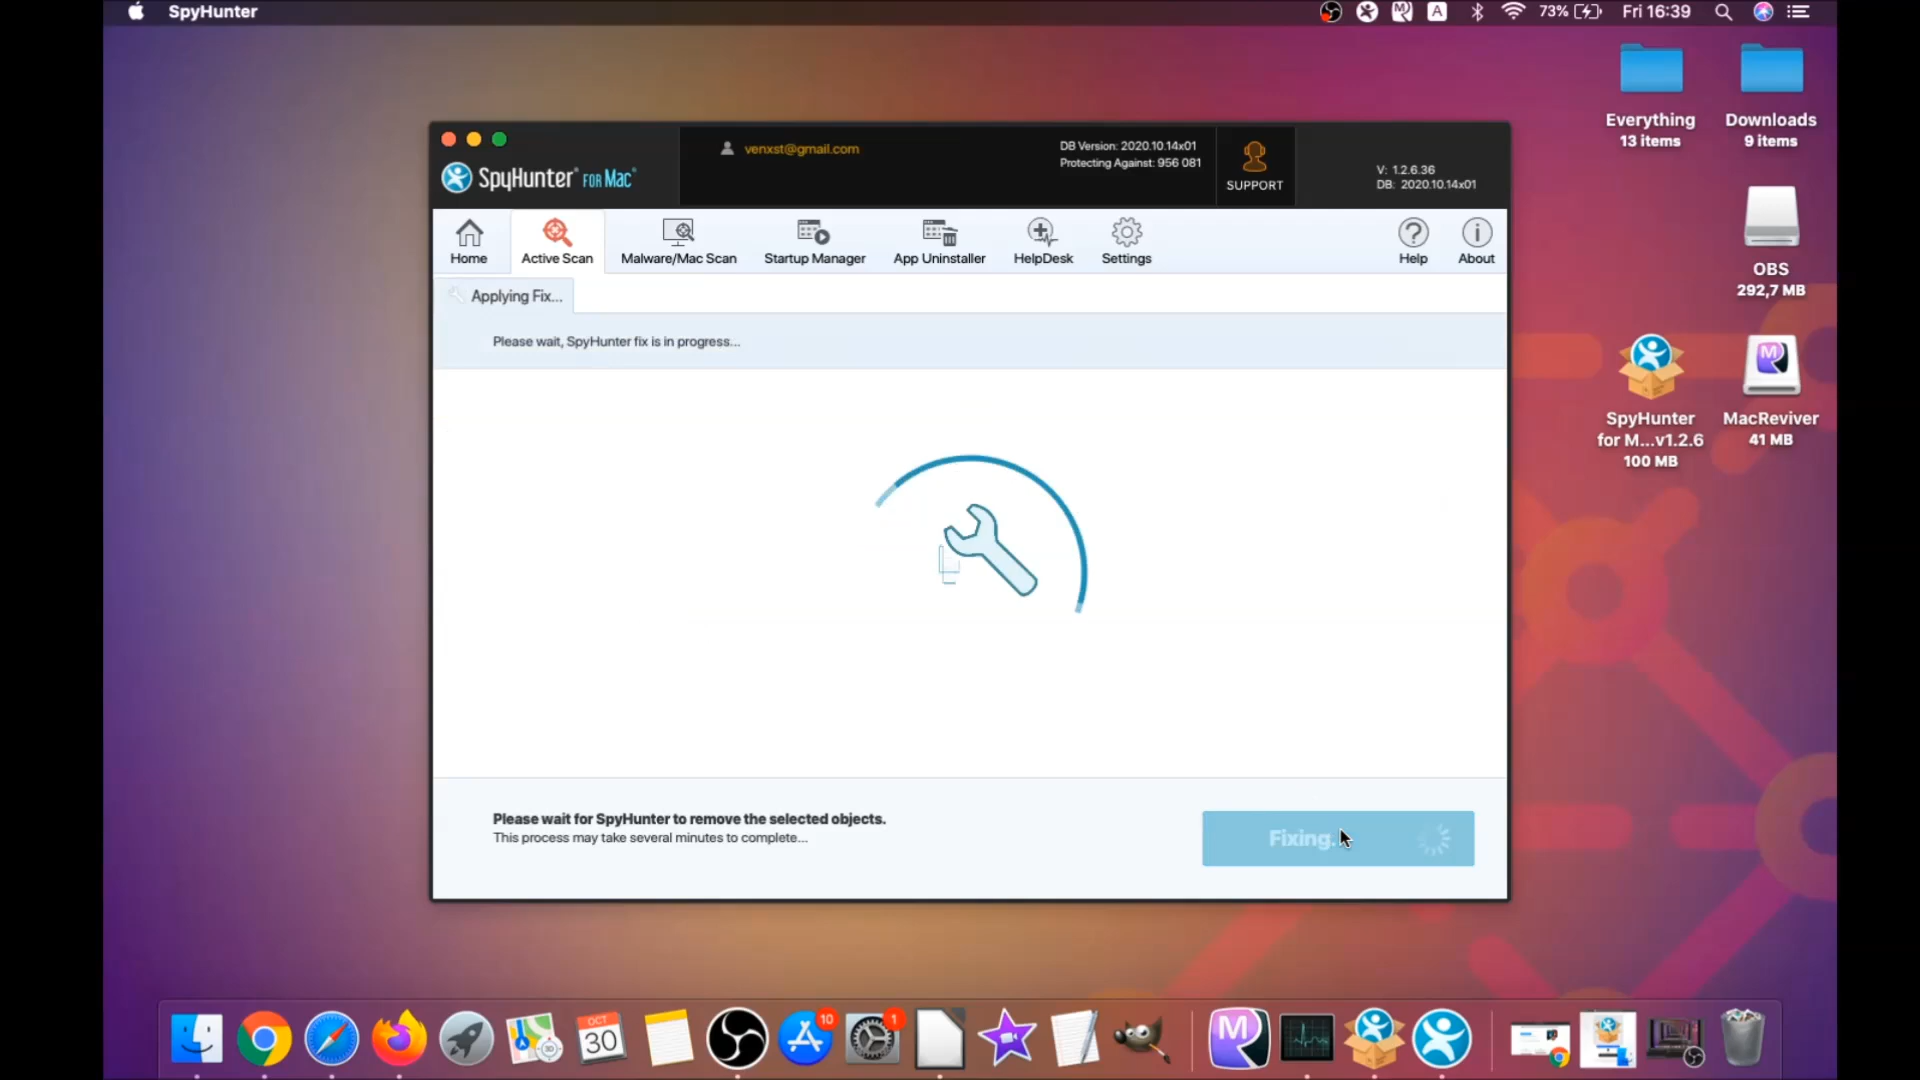 SpyHunter
A
73%
Fri 16:39
Everything
13 items
Downloads
9 items
OBS
292,7 MB
SpyHunter
for M...v1.2.6
100 MB
MacReviver
41 MB
SpyHunter® FOR Mac®
venxst@gmail.com
DB Version: 2020.10.14x01
Protecting Against: 956 081
SUPPORT
V: 1.2.6.36
DB: 2020.10.14x01
Home
Active Scan
Malware/Mac Scan
Startup Manager
App Uninstaller
HelpDesk
Settings
Help
About
Applying Fix...
Please wait, SpyHunter fix is in progress...
Please wait for SpyHunter to remove the selected objects.
This process may take several minutes to complete...
Fixing.
OCT
30
10
1
M